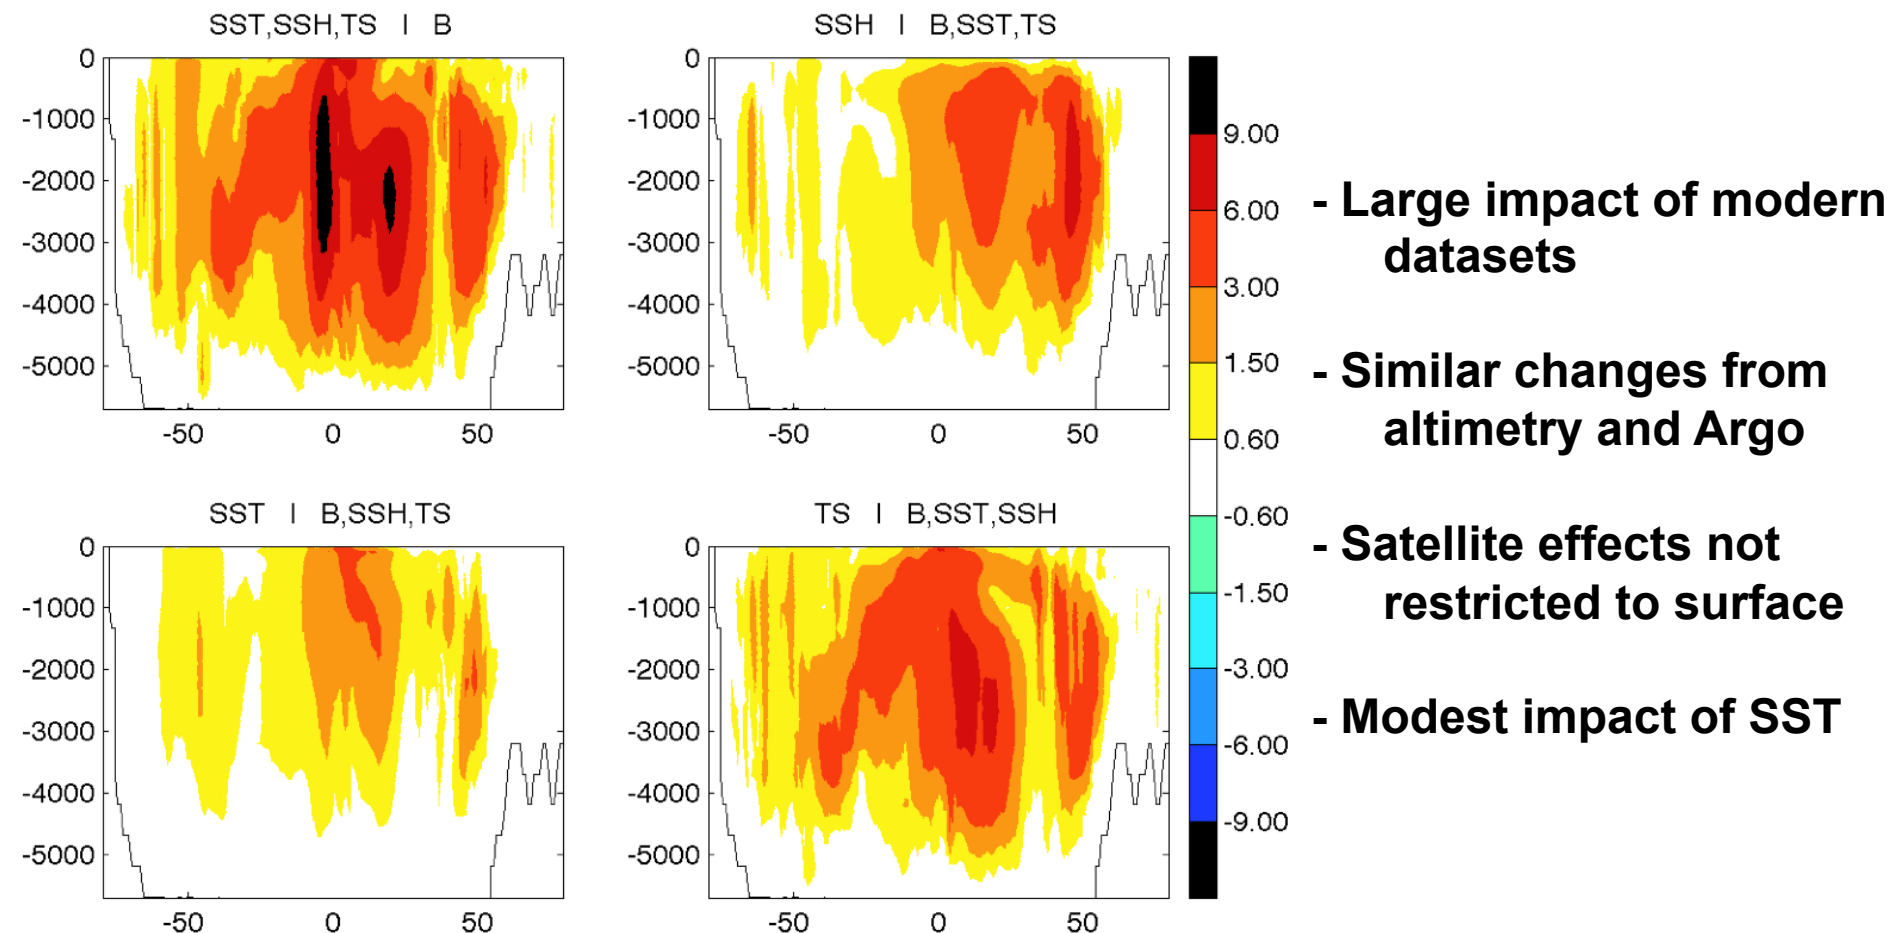 SST,SSH,TS I B
0
-1000
-2000
-3000
-4000
-5000
-50 0 50
SSH I B,SST,TS
0
-1000
-2000
-3000
-4000
-5000
-50 0 50
SST I B,SSH,TS
0
-1000
-2000
-3000
-4000
-5000
-50 0 50
TS I B,SST,SSH
0
-1000
-2000
-3000
-4000
-5000
-50 0 50
9.00
6.00
3.00
1.50
0.60
-0.60
-1.50
-3.00
-6.00
-9.00
- Large impact of modern
datasets
- Similar changes from
altimetry and Argo
- Satellite effects not
restricted to surface
- Modest impact of SST